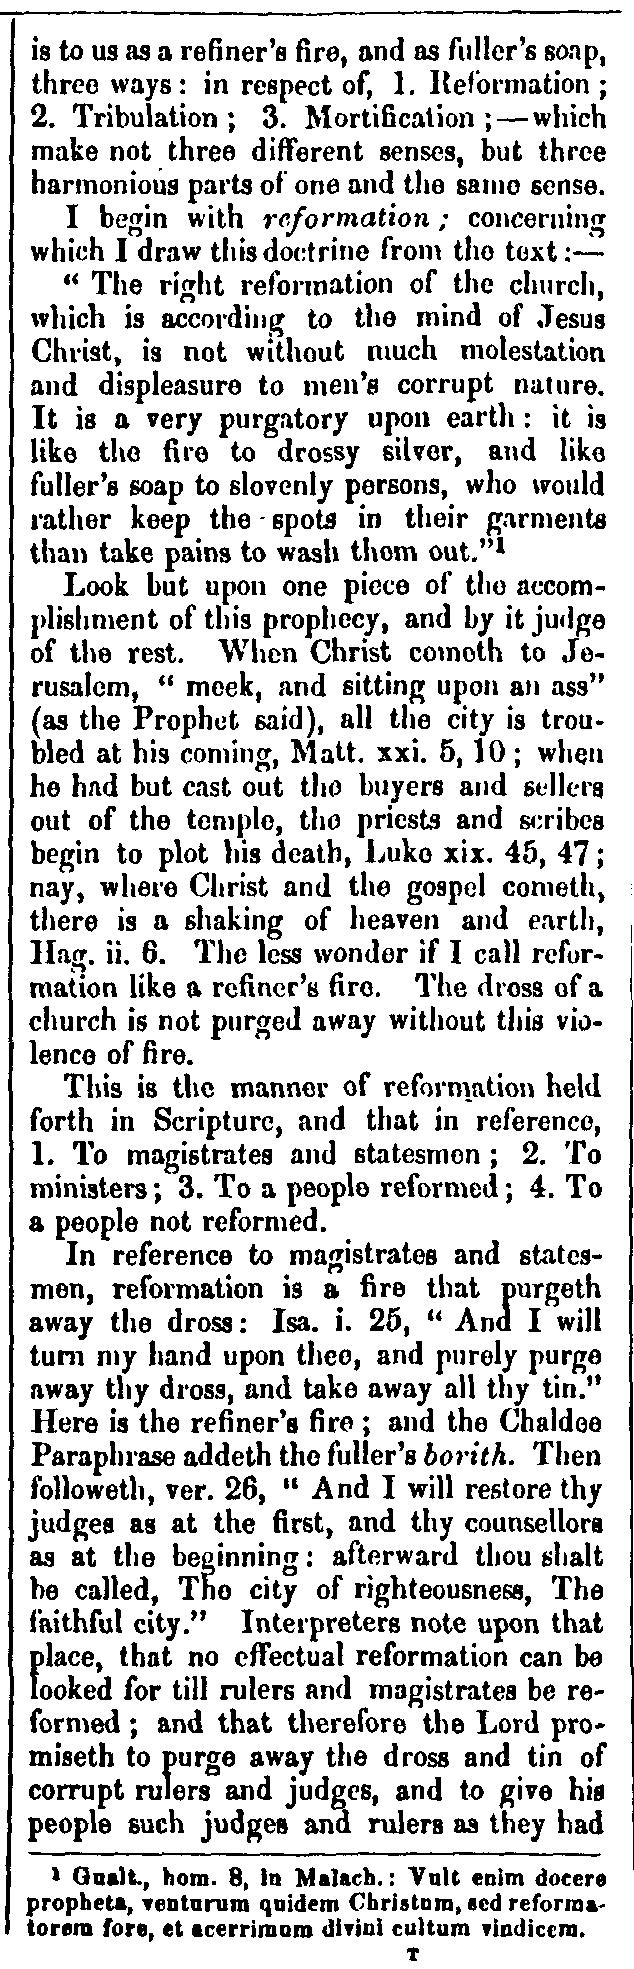 is to us as a refiner's fire, and as fuller's soap,
three ways: in respect of, 1. Reformation;
2. Tribulation; 3. Mortification;—which
make not three different senses, but three
harmonious parts of one and the same sense.
I begin with reformation; concerning
which I draw this doctrine from the text:—
“ The right reformation of the church,
which is according to the mind of Jesus
Christ, is not without much molestation
and displeasure to men's corrupt nature.
It is a very purgatory upon earth: it is
like the fire to drossy silver, and like
fuller's soap to slovenly persons, who would
rather keep the spots in their garments
than take pains to wash them out.”1
Look but upon one piece of the accom-
plishment of this prophecy, and by it judge
of the rest. When Christ cometh to Je-
rusalem, “ meek, and sitting upon an ass”
(as the Prophet said), all the city is trou-
bled at his coming, Matt. xxi. 5, 10; when
he had but cast out the buyers and sellers
out of the temple, the priests and scribes
begin to plot his death, Luke xix. 45, 47;
nay, where Christ and the gospel cometh,
there is a shaking of heaven and earth,
Hag. ii. 6. The less wonder if I call refor-
mation like a refiner's fire. The dross of a
church is not purged away without this vio-
lence of fire.
This is the manner of reformation held
forth in Scripture, and that in reference,
1. To magistrates and statesmen; 2. To
ministers; 3. To a people reformed; 4. To
a people not reformed.
In reference to magistrates and states-
men, reformation is a fire that purgeth
away the dross: Isa. i. 25, “ And I will
turn my hand upon thee, and purely purge
away thy dross, and take away all thy tin.”
Here is the refiner's fire; and the Chaldee
Paraphrase addeth the fuller's borith. Then
followeth, ver. 26, “ And I will restore thy
judges as at the first, and thy counsellors
as at the beginning: afterward thou shalt
be called, The city of righteousness, The
faithful city.” Interpreters note upon that
place, that no effectual reformation can be
looked for till rulers and magistrates be re-
formed; and that therefore the Lord pro-
miseth to purge away the dross and tin of
corrupt rulers and judges, and to give his
people such judges and rulers as they had
1 Gualt., hom. 8, in Malach.: Vult enim docere
propheta, venturum quidem Christum, sed reforma-
torem fore, et acerrimum divini cultum vindicem.
T